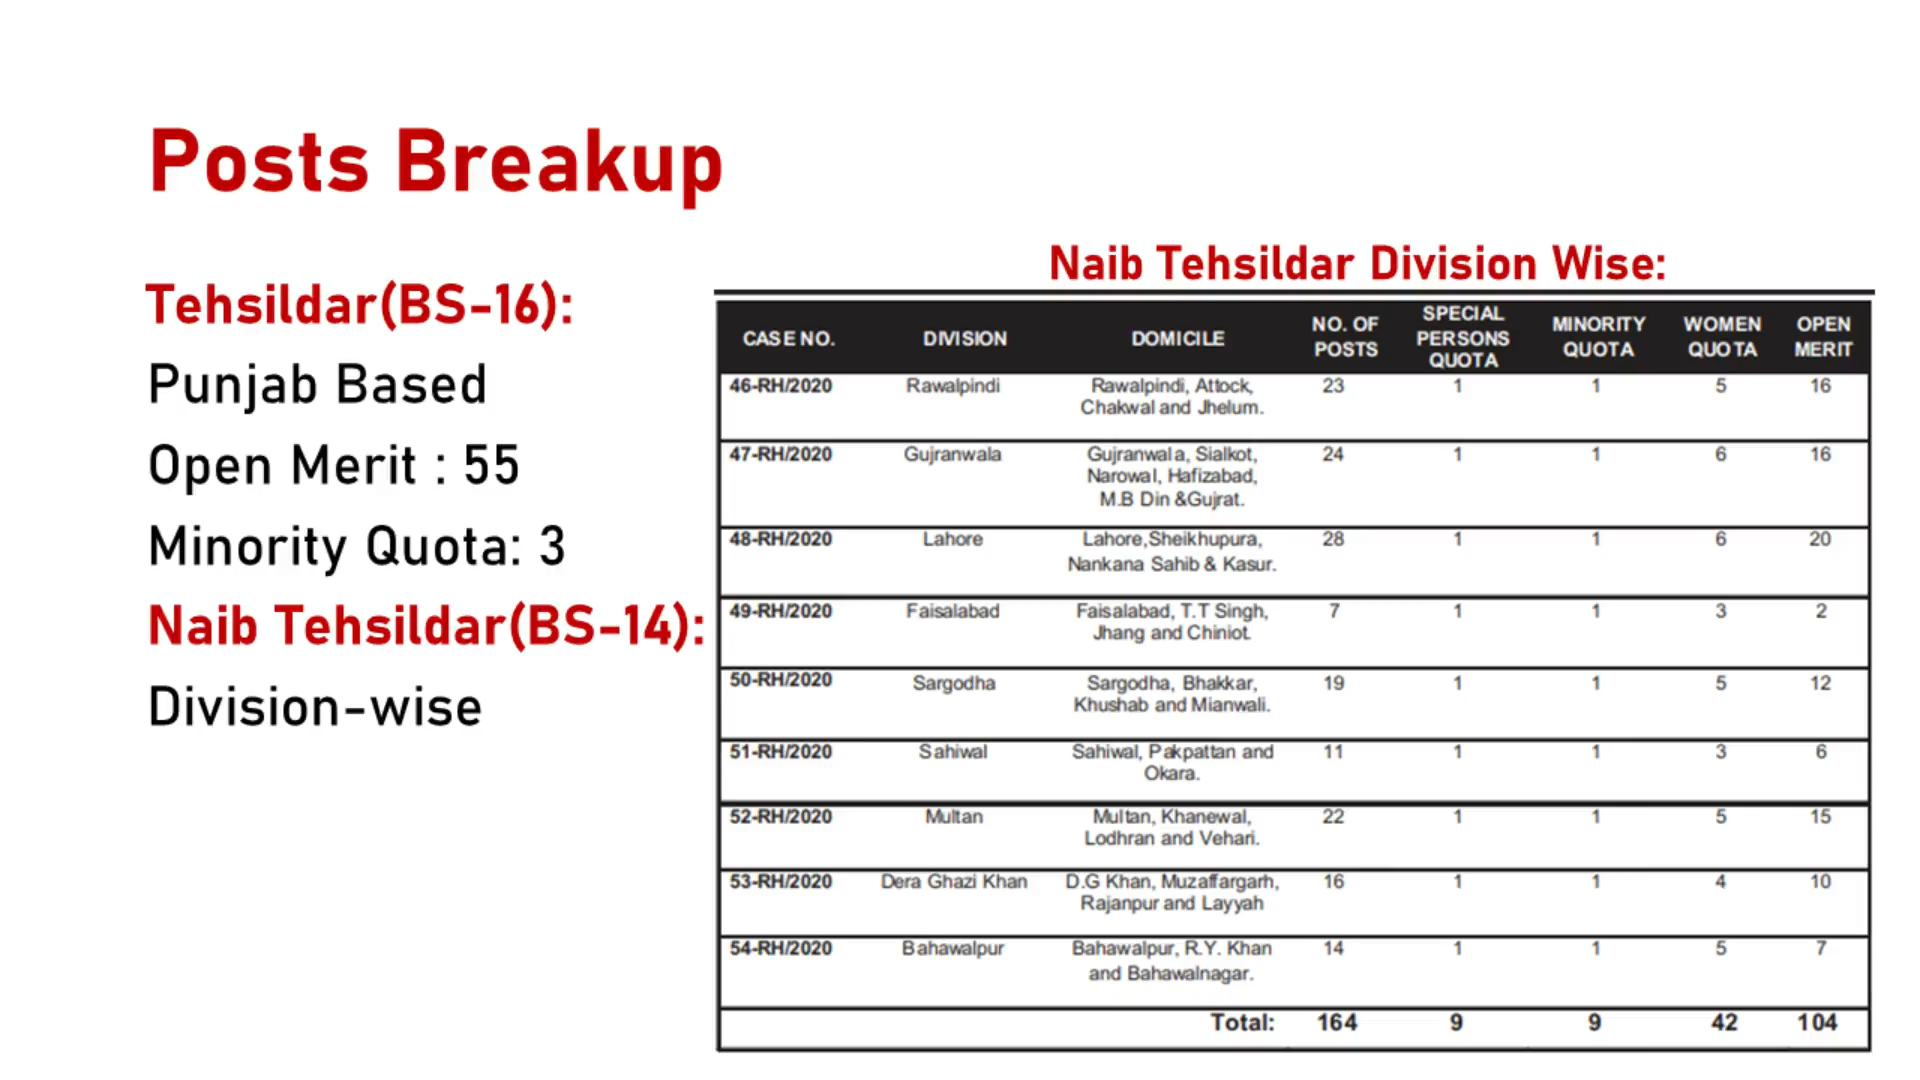 Posts Breakup
Tehsildar(BS-16):
Punjab Based
Open Merit : 55
Minority Quota: 3
Naib Tehsildar(BS-14):
Division-wise
Naib Tehsildar Division Wise:
CASE NO. DIVISION DOMICILE NO. OF POSTS SPECIAL PERSONS QUOTA MINORITY QUOTA WOMEN QUOTA OPEN MERIT
46-RH/2020 Rawalpindi Rawalpindi, Attock, 23 1 1 5 16
Chakwal and Jhelum.
47-RH/2020 Gujranwala Gujranwala, Sialkot, 24 1 1 6 16
Narowal, Hafizabad,
M.B Din &Gujrat.
48-RH/2020 Lahore Lahore,Sheikhupura, 28 1 1 6 20
Nankana Sahib & Kasur.
49-RH/2020 Faisalabad Faisalabad, T.T Singh, 7 1 1 3 2
Jhang and Chiniot.
50-RH/2020 Sargodha Sargodha, Bhakkar, 19 1 1 5 12
Khushab and Mianwali.
51-RH/2020 Sahiwal Sahiwal, Pakpattan and 11 1 1 3 6
Okara.
52-RH/2020 Multan Multan, Khanewal, 22 1 1 5 15
Lodhran and Vehari.
53-RH/2020 Dera Ghazi Khan D.G Khan, Muzaffargarh, 16 1 1 4 10
Rajanpur and Layyah
54-RH/2020 Bahawalpur Bahawalpur, R.Y. Khan 14 1 1 5 7
and Bahawalnagar.
Total: 164 9 9 42 104